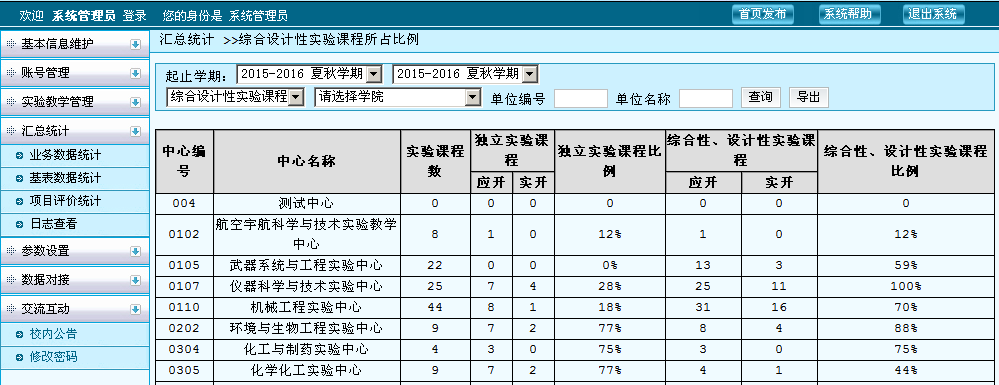 欢迎 系统管理员 登录 您的身份是 系统管理员 首页发布 系统帮助 退出系统
基本信息维护
账号管理
实验教学管理
汇总统计
业务数据统计
基表数据统计
项目评价统计
日志查看
参数设置
数据对接
交流互动
校内公告
修改密码
汇总统计 >>综合设计性实验课程所占比例
起止学期: 2015-2016 夏秋学期 2015-2016 夏秋学期
综合设计性实验课程 请选择学院 单位编号 单位名称 查询 导出
中心编号 中心名称 实验课程数 独立实验课程 独立实验课程比例 综合性、设计性实验课程 综合性、设计性实验课程比例
应开 实开 应开 实开
004 测试中心 0 0 0 0 0 0 0
0102 航空宇航科学与技术实验教学中心 8 1 0 12% 1 0 12%
0105 武器系统与工程实验中心 22 0 0 0% 13 3 59%
0107 仪器科学与技术实验中心 25 7 4 28% 25 11 100%
0110 机械工程实验中心 44 8 1 18% 31 16 70%
0202 环境与生物工程实验中心 9 7 2 77% 8 4 88%
0304 化工与制药实验中心 4 3 0 75% 3 0 75%
0305 化学化工实验中心 9 7 2 77% 4 1 44%